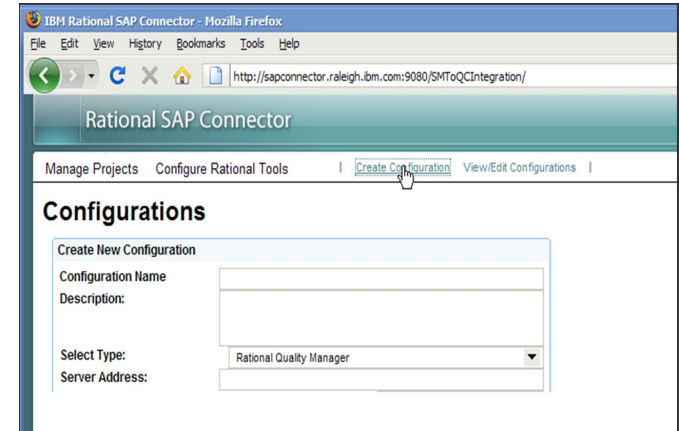 IBM Rational SAP Connector - Mozilla Firefox
File Edit View History Bookmarks Tools Help
http://sapconnector.raleigh.ibm.com:9080/SMToQCIntegration/
Rational SAP Connector
Manage Projects Configure Rational Tools | Create Configuration View/Edit Configurations |
Configurations
Create New Configuration
Configuration Name
Description:
Select Type: Rational Quality Manager
Server Address: